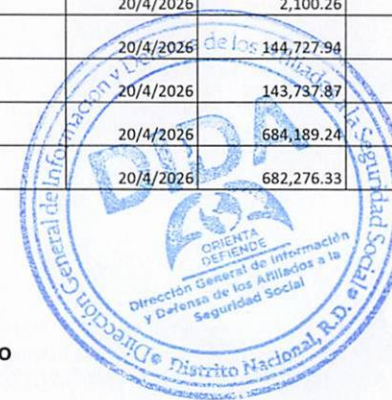 20/4/2026 2,100.26
20/4/2026 144,727.94
20/4/2026 143,737.87
20/4/2026 684,189.24
20/4/2026 682,276.33
Dirección General de Información y Defensa de los Afiliados a la Seguridad Social
DIDA
ORIENTA
DEFIENDE
Dirección General de Información
y Defensa de los Afiliados a la
Seguridad Social
Distrito Nacional, R.D.
O